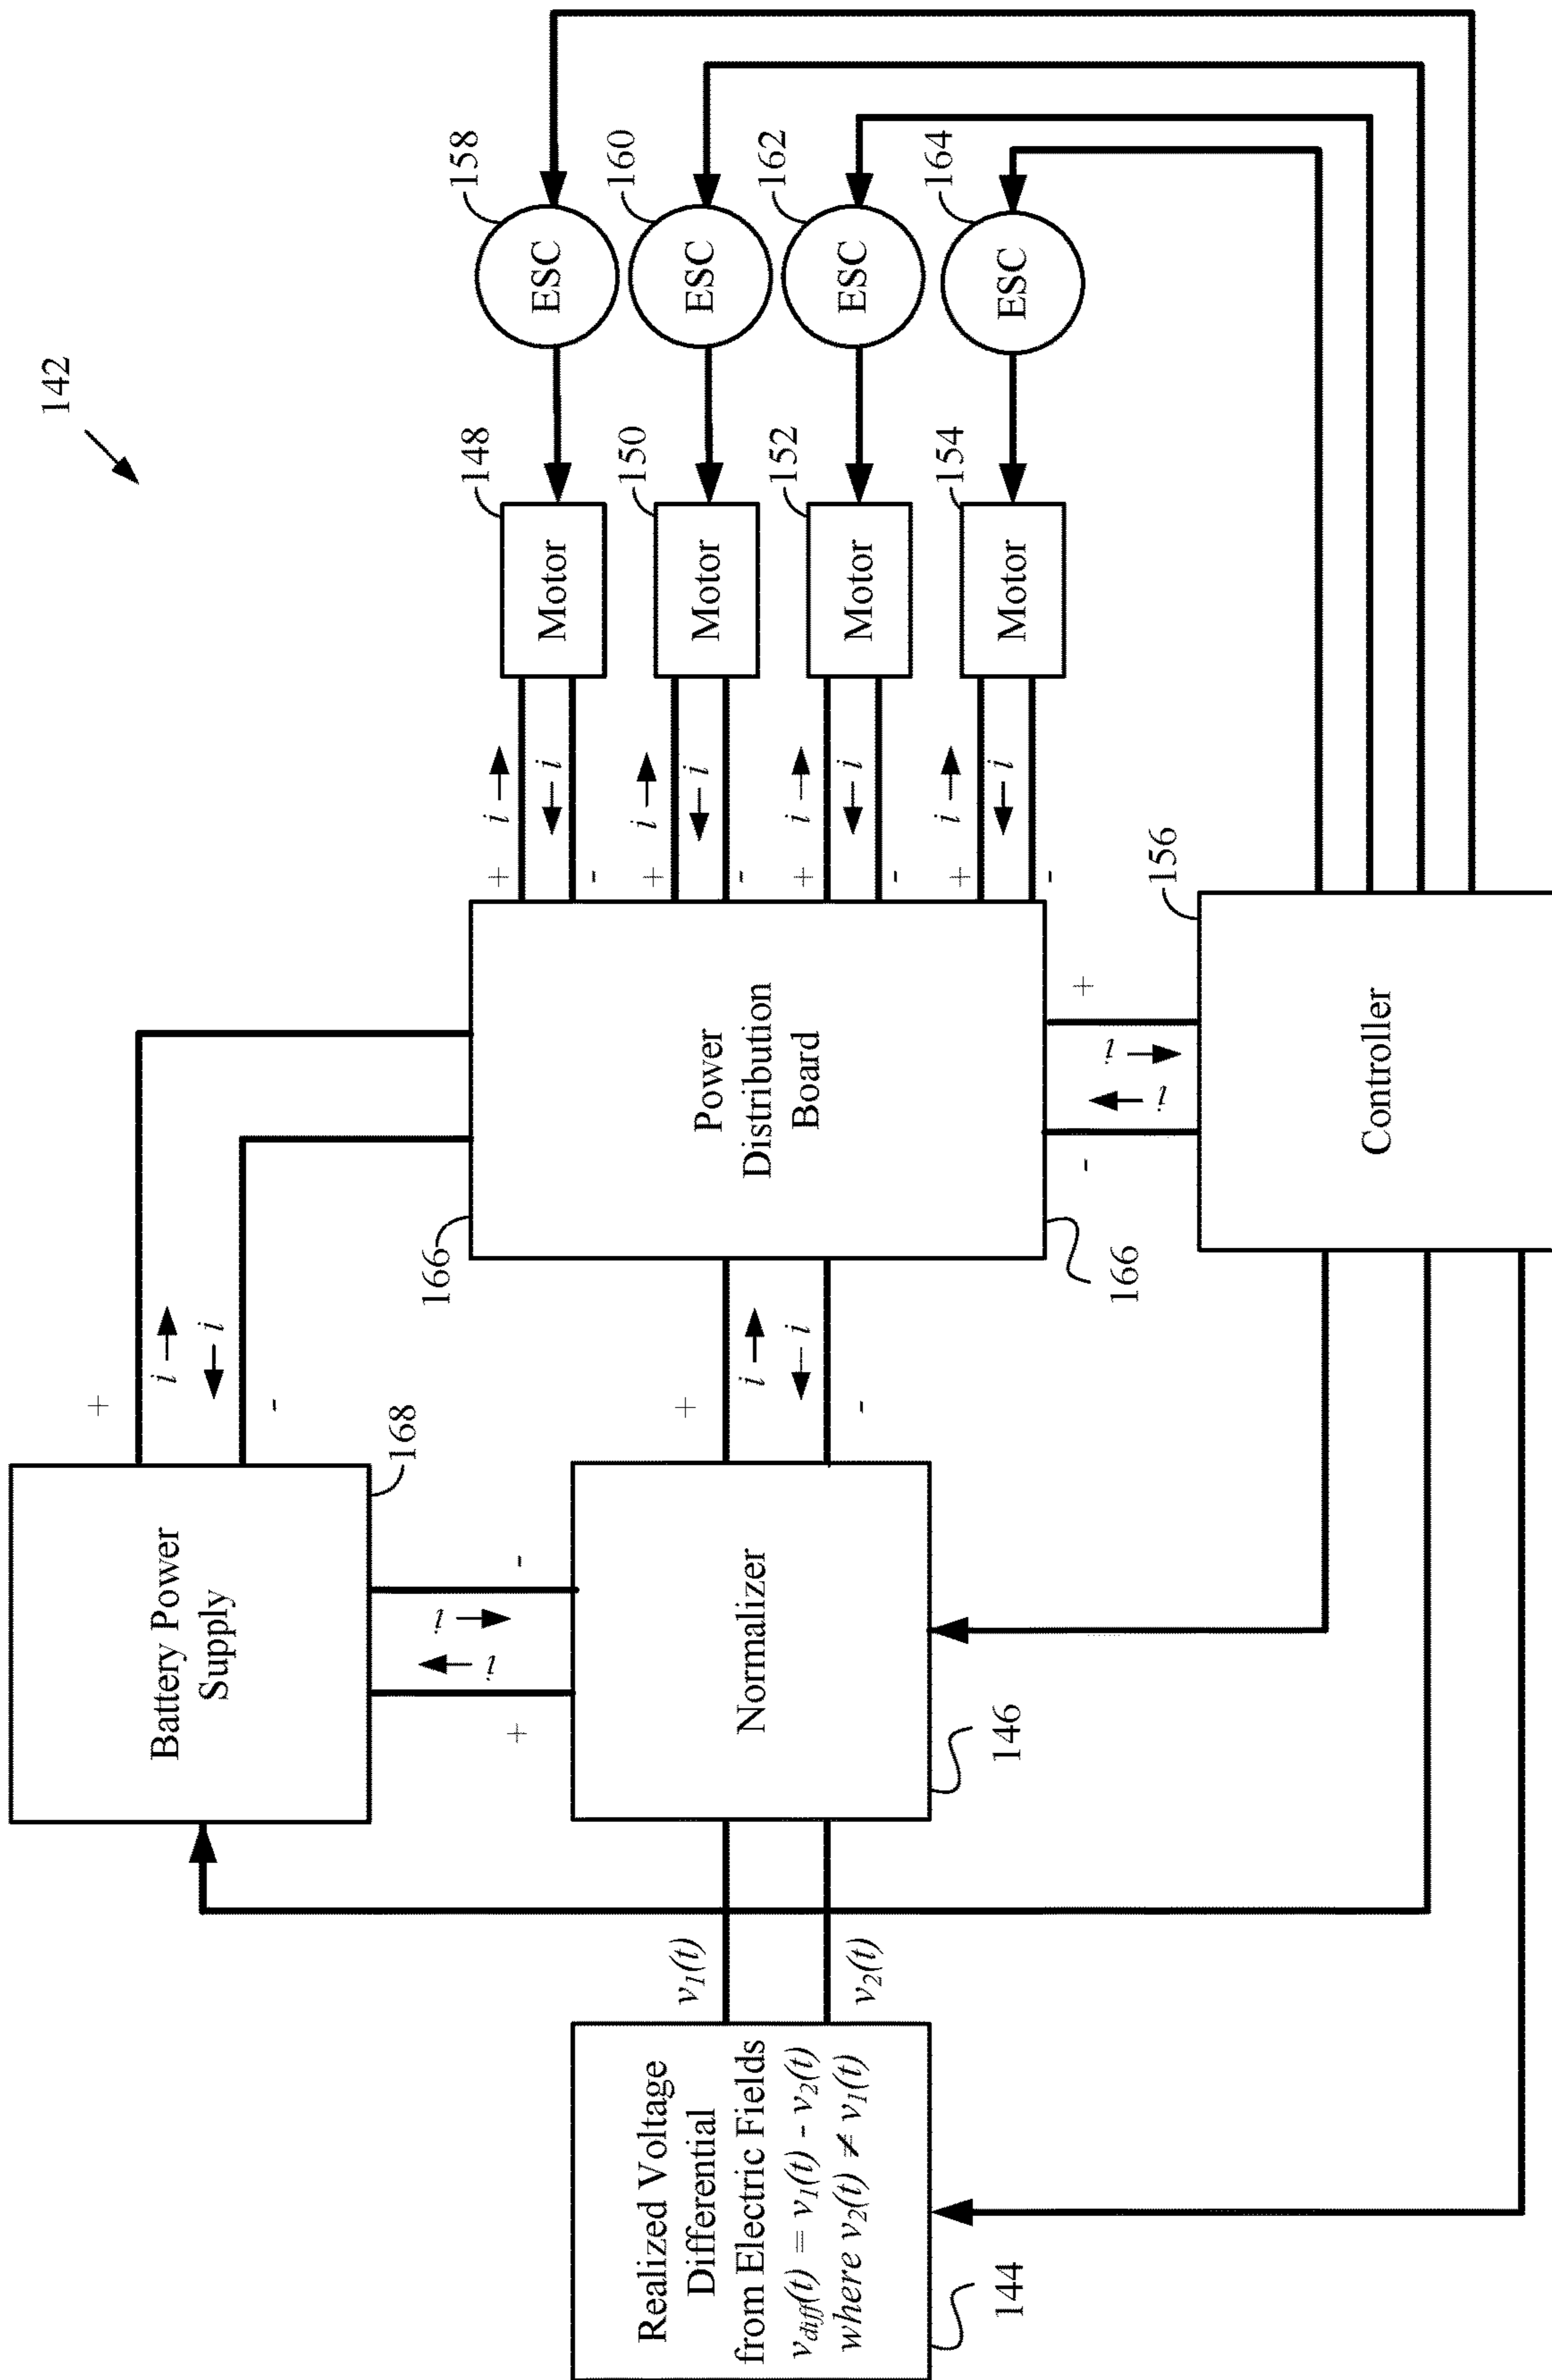 142
Battery Power
Supply
168
+
i
i
-
+
i
i
-
Realized Voltage
Differential
from Electric Fields
v_diff(t) = v₁(t) - v₂(t)
where v₂(t) ≠ v₁(t)
144
v₁(t)
v₂(t)
Normalizer
146
+
i
i
-
166
Power
Distribution
Board
166
+
i
i
-
+
i
i
-
+
i
i
-
+
i
i
-
148
Motor
150
Motor
152
Motor
154
Motor
158
ESC
160
ESC
162
ESC
164
ESC
-
i
i
+
156
Controller